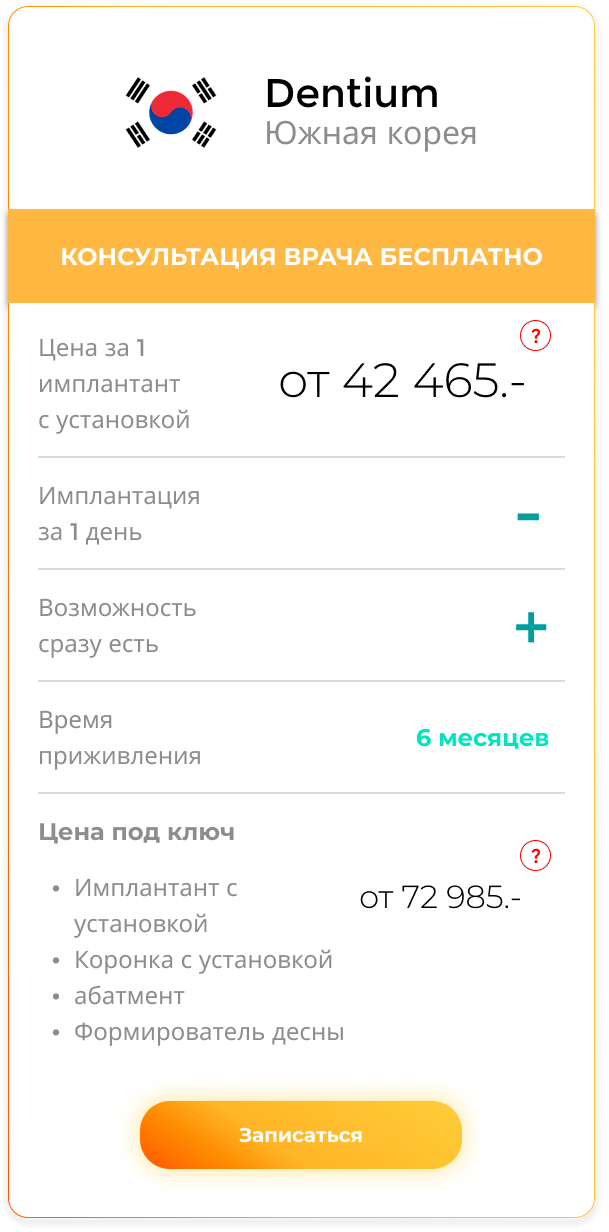 Dentium
Южная корея
КОНСУЛЬТАЦИЯ ВРАЧА БЕСПЛАТНО
Цена за 1
имплантант
с установкой
?
от 42 465.-
Имплантация
за 1 день
-
Возможность
сразу есть
+
Время
приживления
6 месяцев
Цена под ключ
?
• Имплантант с
установкой
от 72 985.-
• Коронка с установкой
• абатмент
• Формирователь десны
Записаться